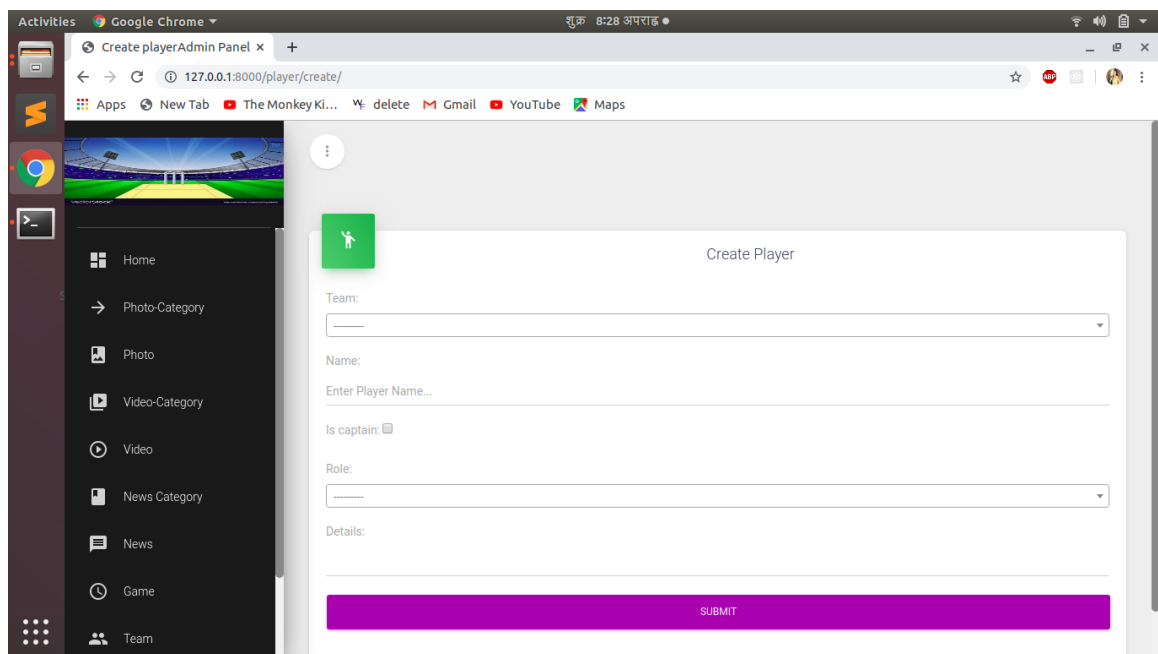 Activities Google Chrome शुक्र 8:28 अपराह्न
Create playerAdmin Panel
127.0.0.1:8000/player/create/
Apps New Tab The Monkey Ki... delete Gmail YouTube Maps
ABP
VectorStock
Create Player
Home
Photo-Category
Photo
Video-Category
Video
News Category
News
Game
Team
Team:
---------
Name:
Enter Player Name...
Is captain:
Role:
---------
Details:
SUBMIT